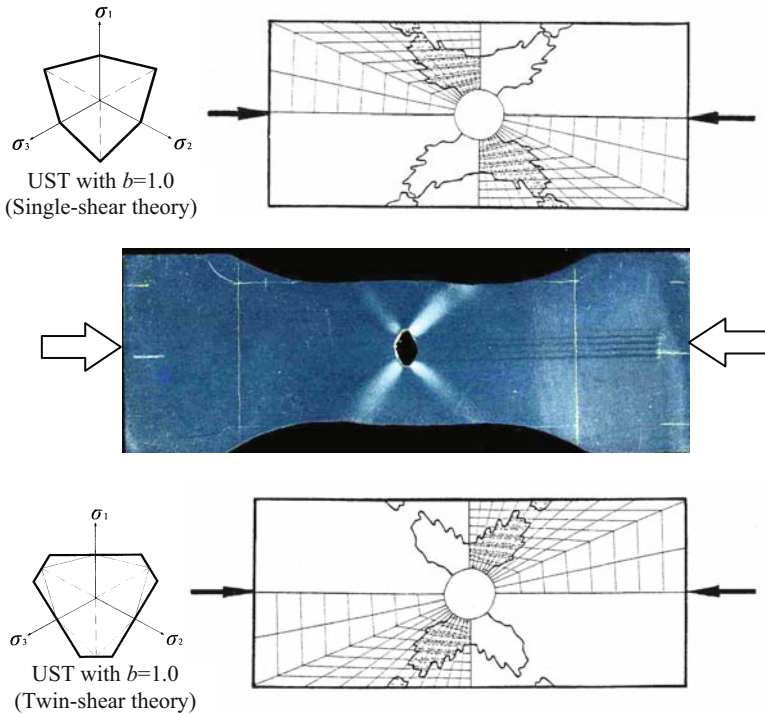 σ1
σ3
σ2
UST with b=1.0
(Single-shear theory)
σ1
σ3
σ2
UST with b=1.0
(Twin-shear theory)